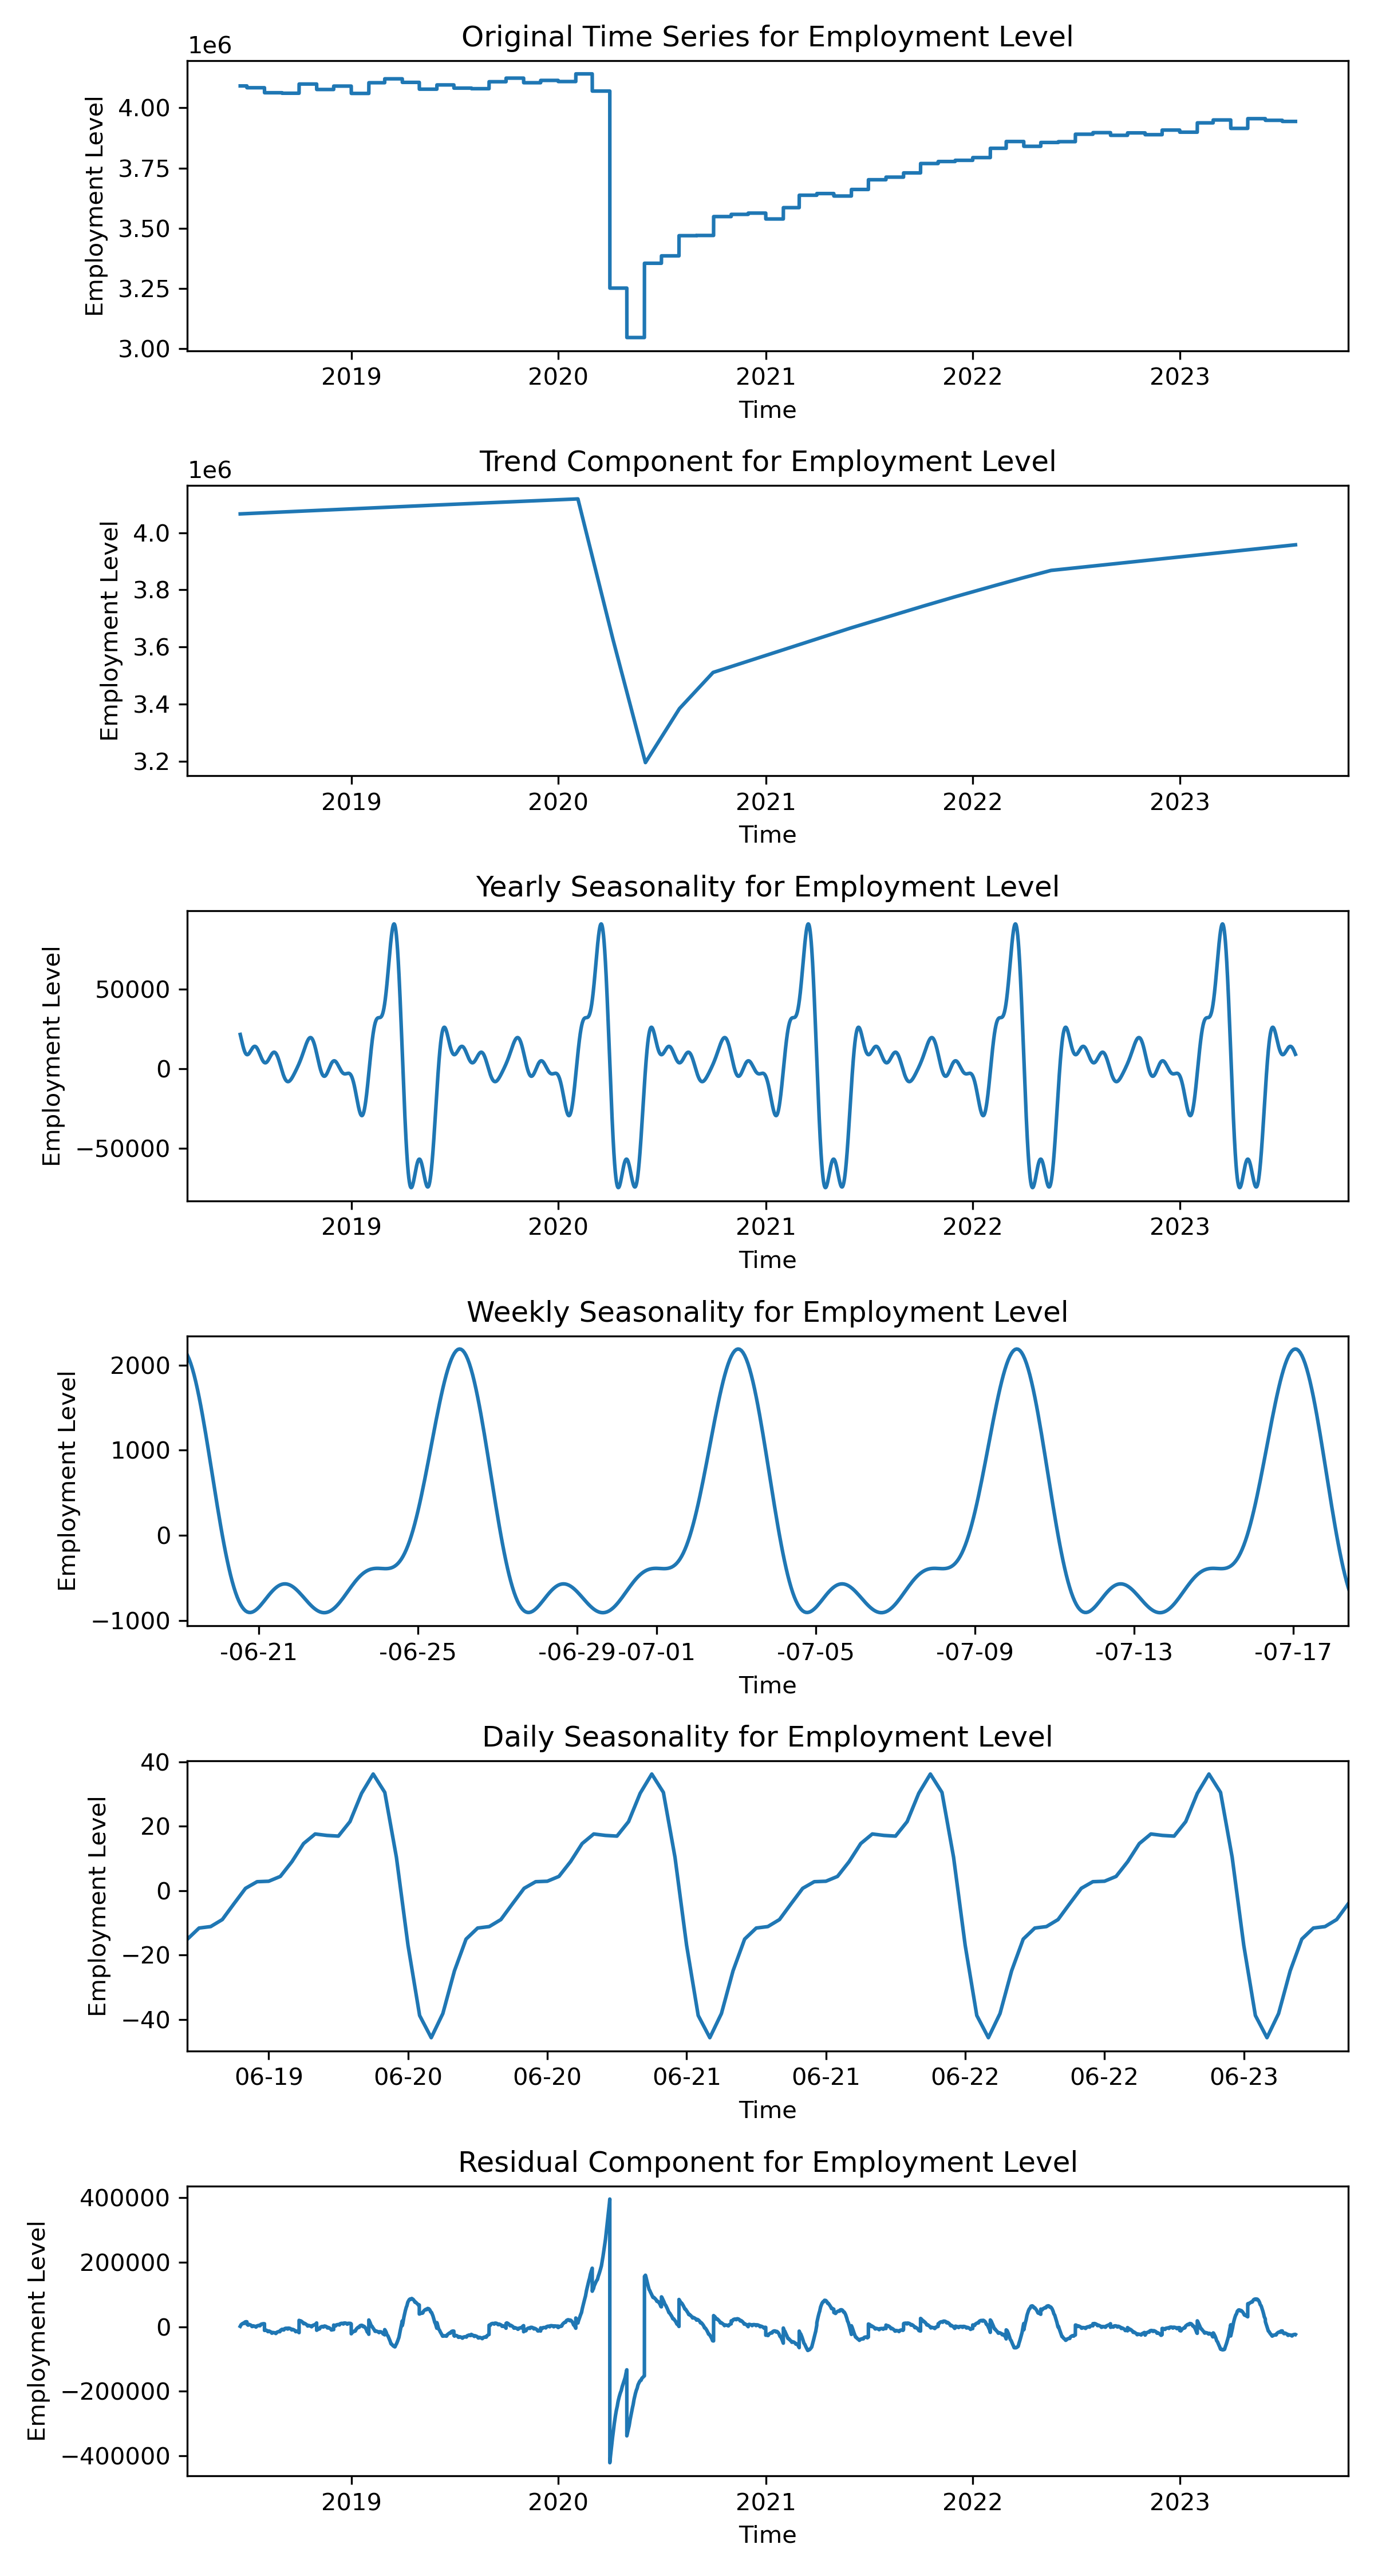 Original Time Series for Employment Level
1e6
Employment Level
4.00
3.75
3.50
3.25
3.00
2019 2020 2021 2022 2023
Time
Trend Component for Employment Level
1e6
Employment Level
4.0
3.8
3.6
3.4
3.2
2019 2020 2021 2022 2023
Time
Yearly Seasonality for Employment Level
Employment Level
50000
0
−50000
2019 2020 2021 2022 2023
Time
Weekly Seasonality for Employment Level
Employment Level
2000
1000
0
−1000
-06-21 -06-25 -06-29 -07-01 -07-05 -07-09 -07-13 -07-17
Time
Daily Seasonality for Employment Level
Employment Level
40
20
0
−20
−40
06-19 06-20 06-20 06-21 06-21 06-22 06-22 06-23
Time
Residual Component for Employment Level
Employment Level
400000
200000
0
−200000
−400000
2019 2020 2021 2022 2023
Time